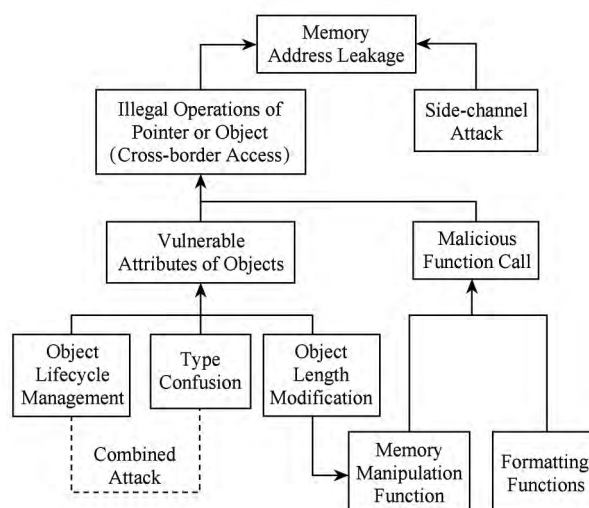 Memory
Address Leakage
Illegal Operations of
Pointer or Object
(Cross-border Access)
Side-channel
Attack
Vulnerable
Attributes of Objects
Malicious
Function Call
Object
Lifecycle
Management
Type
Confusion
Object
Length
Modification
Combined
Attack
Memory
Manipulation
Function
Formatting
Functions